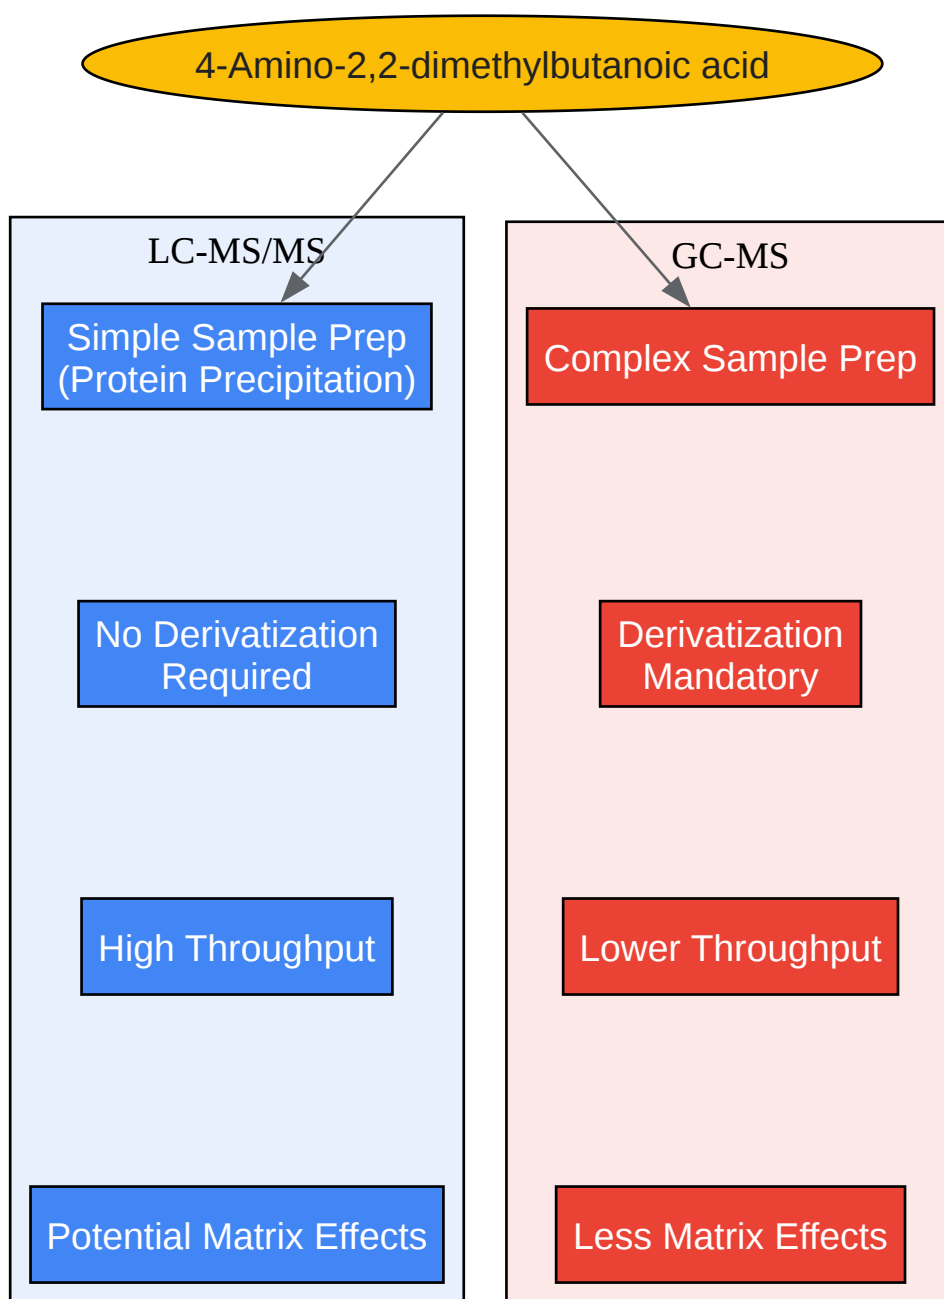 4-Amino-2,2-dimethylbutanoic acid
LC-MS/MS
Simple Sample Prep
(Protein Precipitation)
No Derivatization
Required
High Throughput
Potential Matrix Effects
GC-MS
Complex Sample Prep
Derivatization
Mandatory
Lower Throughput
Less Matrix Effects